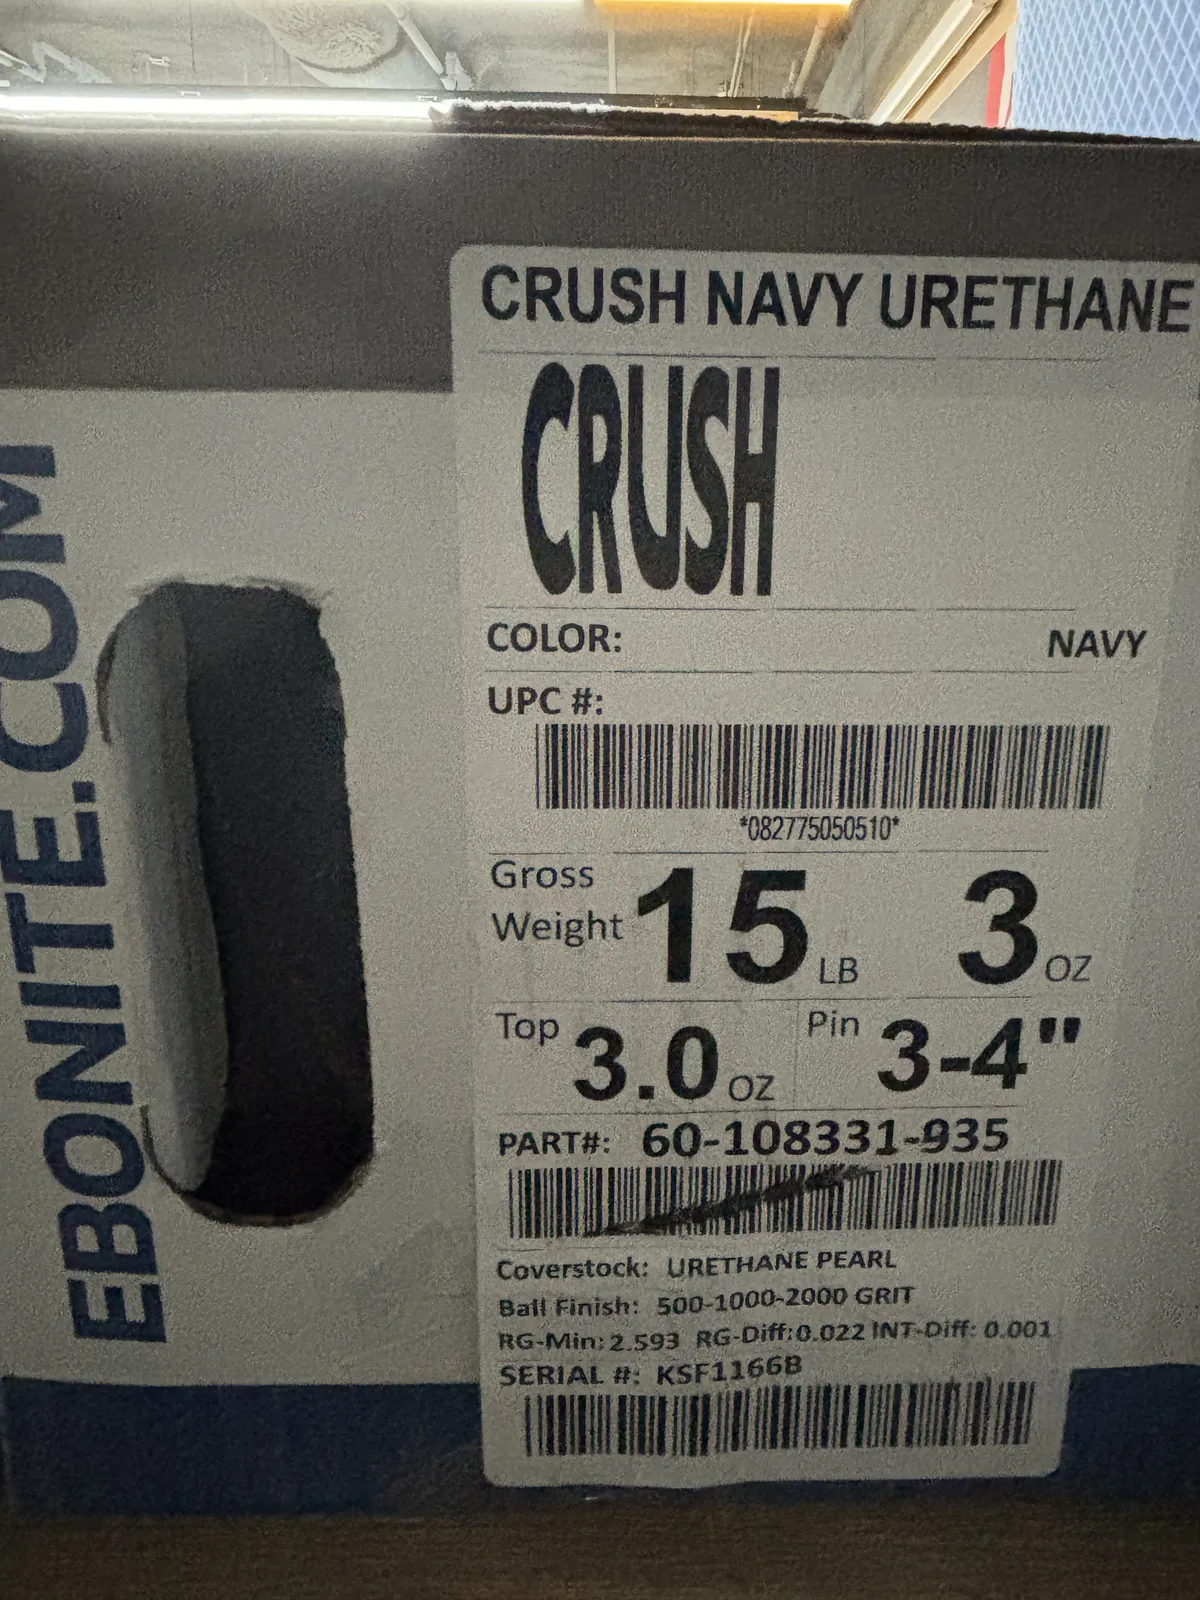 EBONITE.COM
CRUSH NAVY URETHANE
CRUSH
COLOR: NAVY
UPC #:
*082775050510*
Gross Weight 15 LB 3 OZ
Top 3.0 OZ Pin 3-4"
PART#: 60-108331-935
Coverstock: URETHANE PEARL
Ball Finish: 500-1000-2000 GRIT
RG-Min: 2.593 RG-Diff:0.022 INT-Diff: 0.001
SERIAL #: KSF1166B